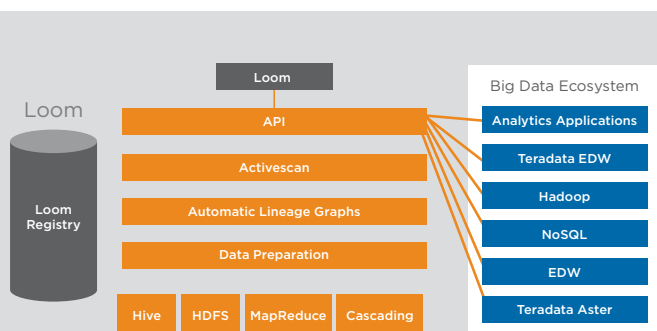 Loom
Loom
Registry
Loom
API
Activescan
Automatic Lineage Graphs
Data Preparation
Hive
HDFS
MapReduce
Cascading
Big Data Ecosystem
Analytics Applications
Teradata EDW
Hadoop
NoSQL
EDW
Teradata Aster